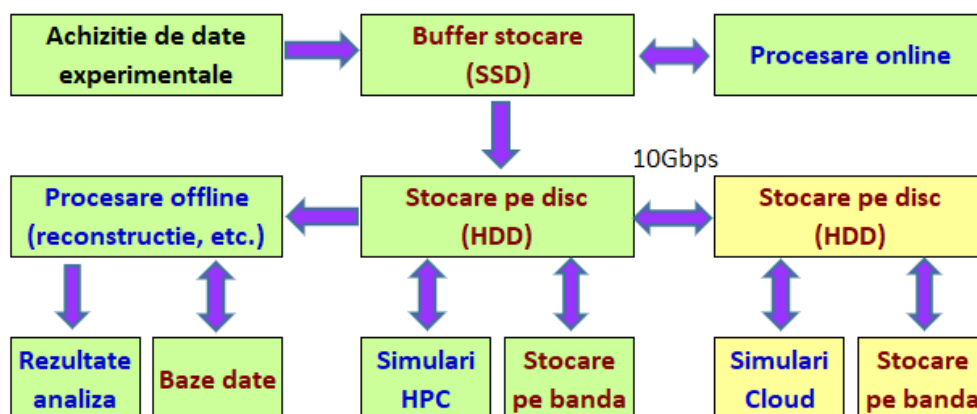 Achizitie de date
experimentale
Buffer stocare
(SSD)
Procesare online
10Gbps
Procesare offline
(reconstructie, etc.)
Stocare pe disc
(HDD)
Stocare pe disc
(HDD)
Rezultate
analiza
Baze date
Simulari
HPC
Stocare
pe banda
Simulari
Cloud
Stocare
pe banda